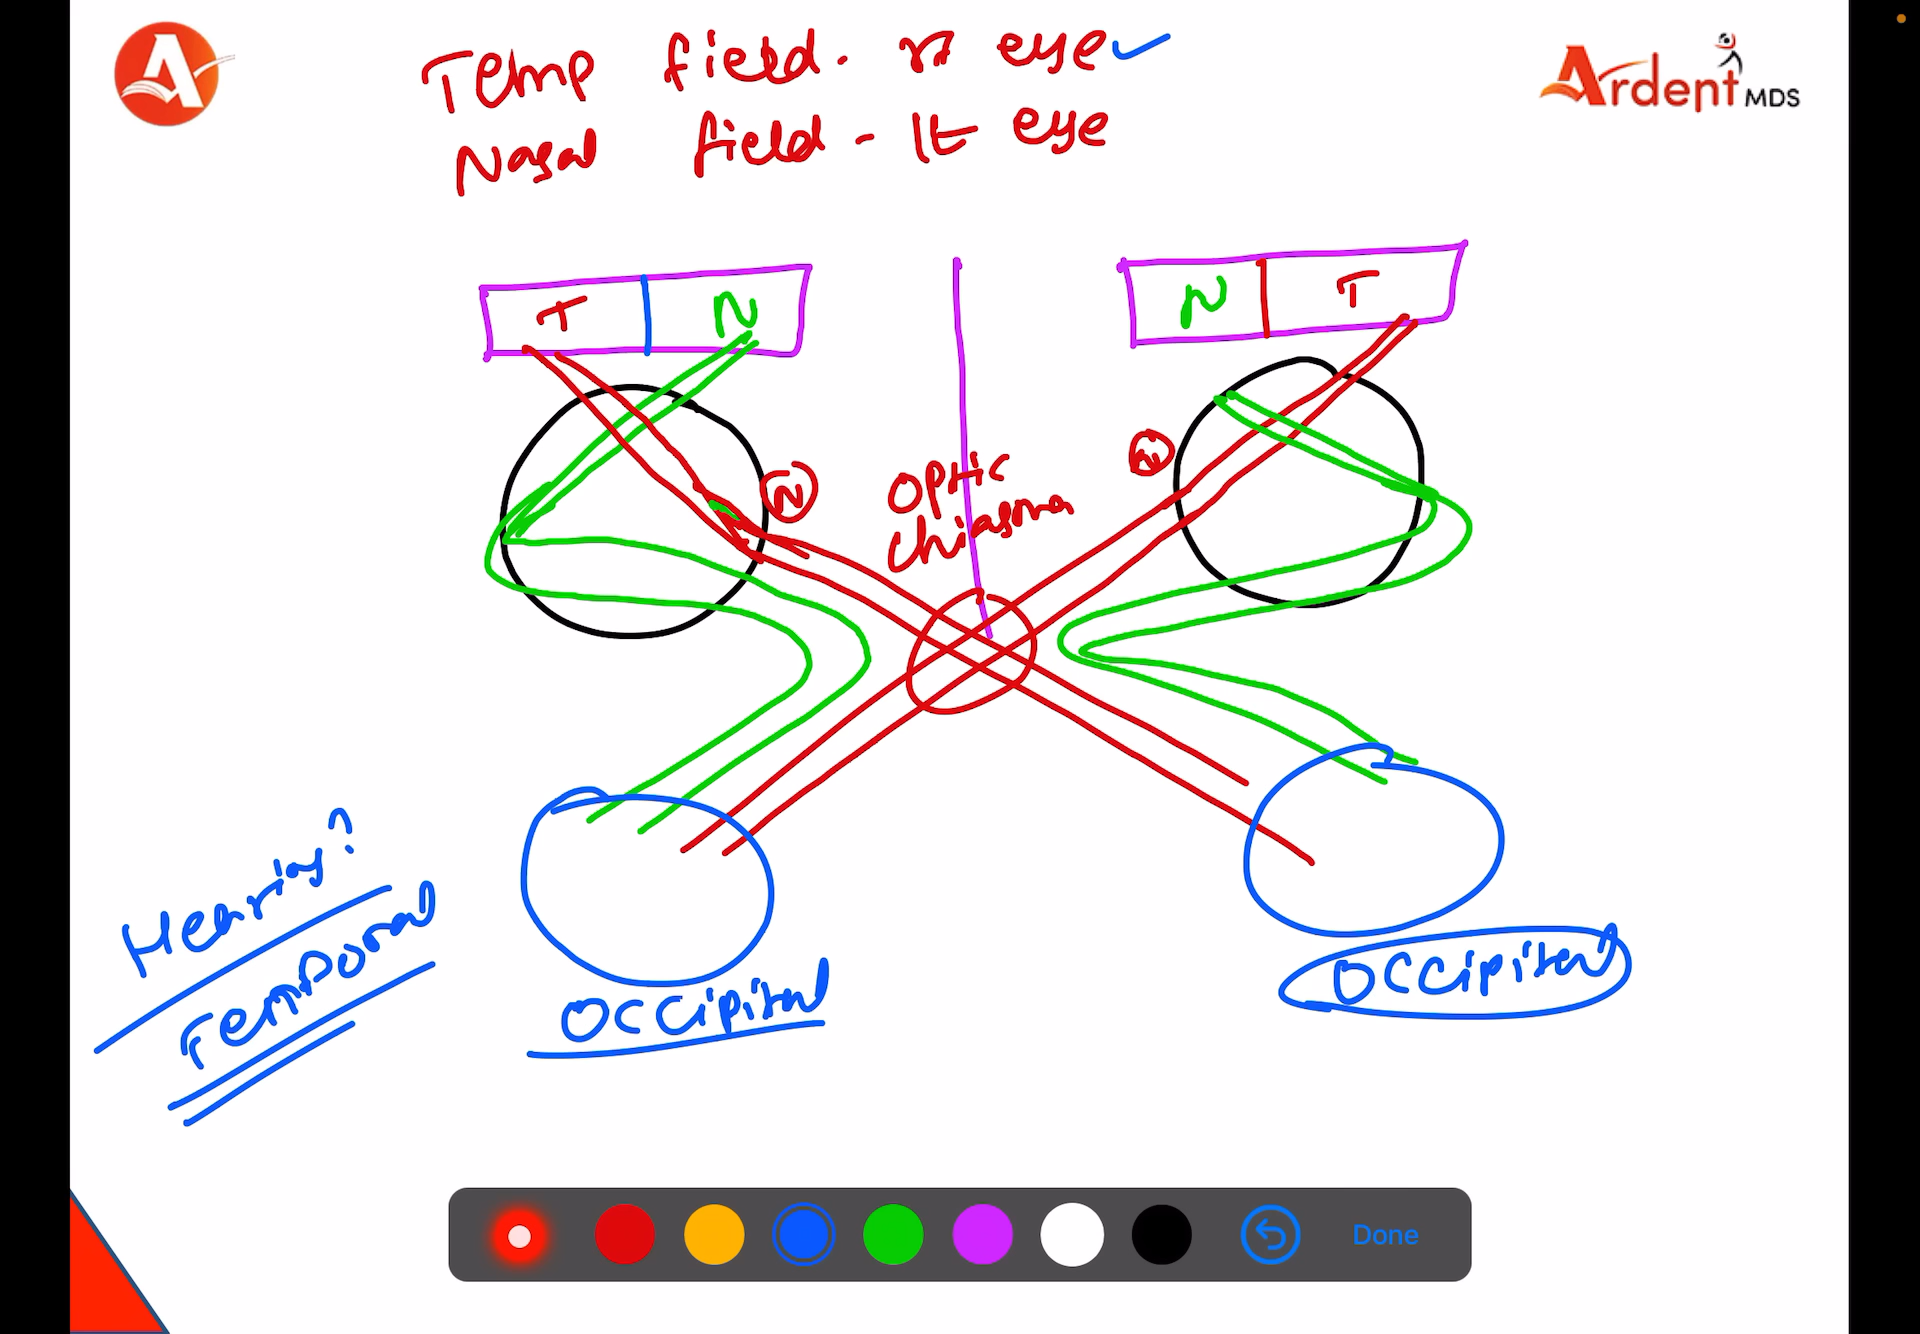 A
Ardent MDS
Temp field. rt eye
Nasal field - lt eye
T N
N T
N
N
Optic
chiasma
Hearing?
Temporal
Occipital
Occipital
Done